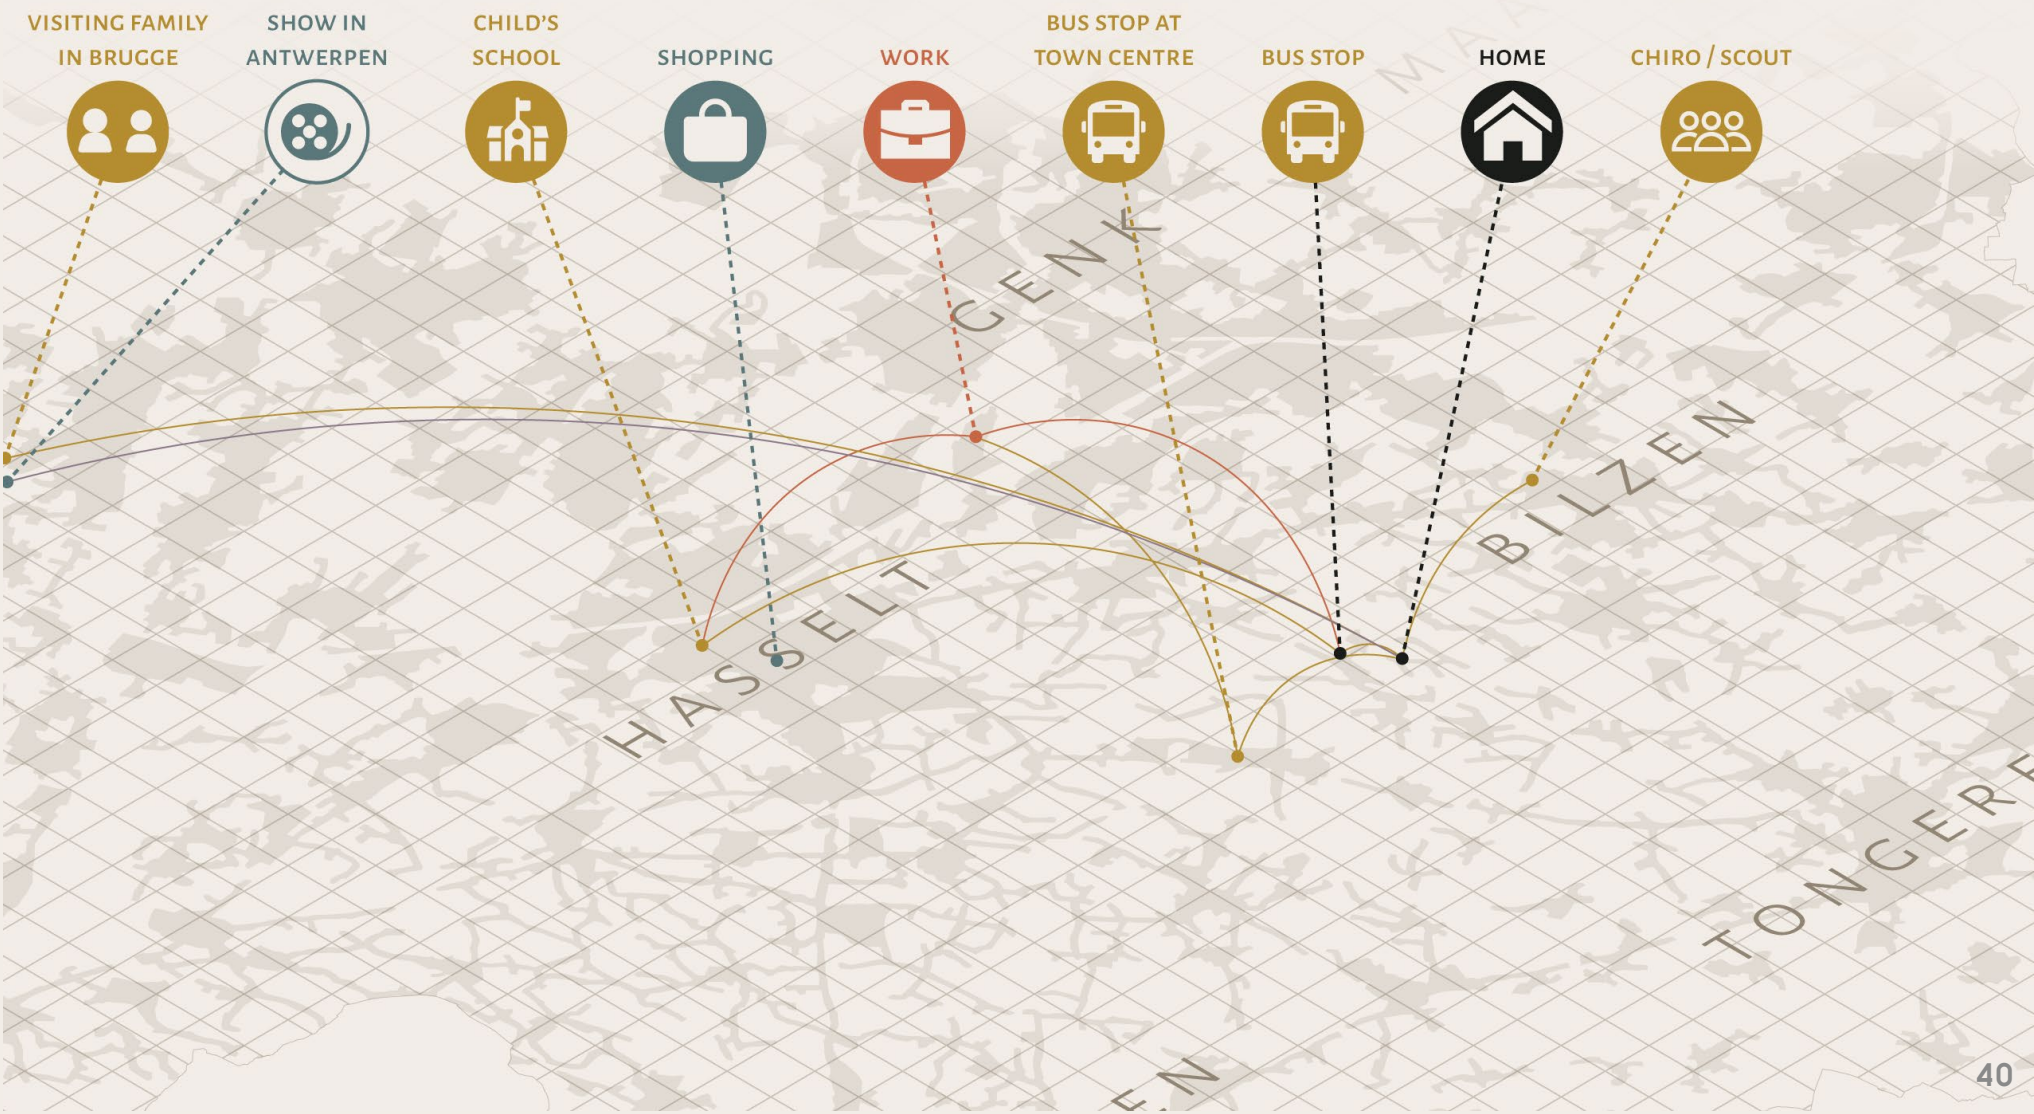 VISITING FAMILY
IN BRUGGE
SHOW IN
ANTWERPEN
CHILD'S
SCHOOL
SHOPPING
WORK
BUS STOP AT
TOWN CENTRE
BUS STOP
HOME
CHIRO / SCOUT
GENK
BILZEN
HASSELT
TONGERE
EN
40